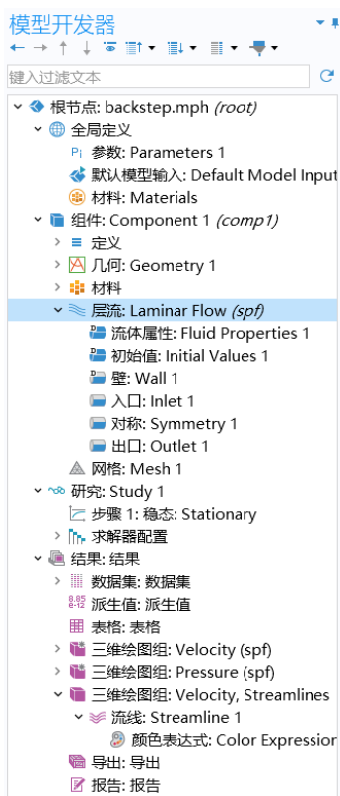 模型开发器
键入过滤文本
根节点: backstep.mph (root)
全局定义
Pi 参数: Parameters 1
默认模型输入: Default Model Input
材料: Materials
组件: Component 1 (comp1)
定义
几何: Geometry 1
材料
层流: Laminar Flow (spf)
流体属性: Fluid Properties 1
初始值: Initial Values 1
壁: Wall 1
入口: Inlet 1
对称: Symmetry 1
出口: Outlet 1
网格: Mesh 1
研究: Study 1
步骤 1: 稳态: Stationary
求解器配置
结果: 结果
数据集: 数据集
8.85 e-12 派生值: 派生值
表格: 表格
三维绘图组: Velocity (spf)
三维绘图组: Pressure (spf)
三维绘图组: Velocity, Streamlines
流线: Streamline 1
颜色表达式: Color Expression
导出: 导出
报告: 报告